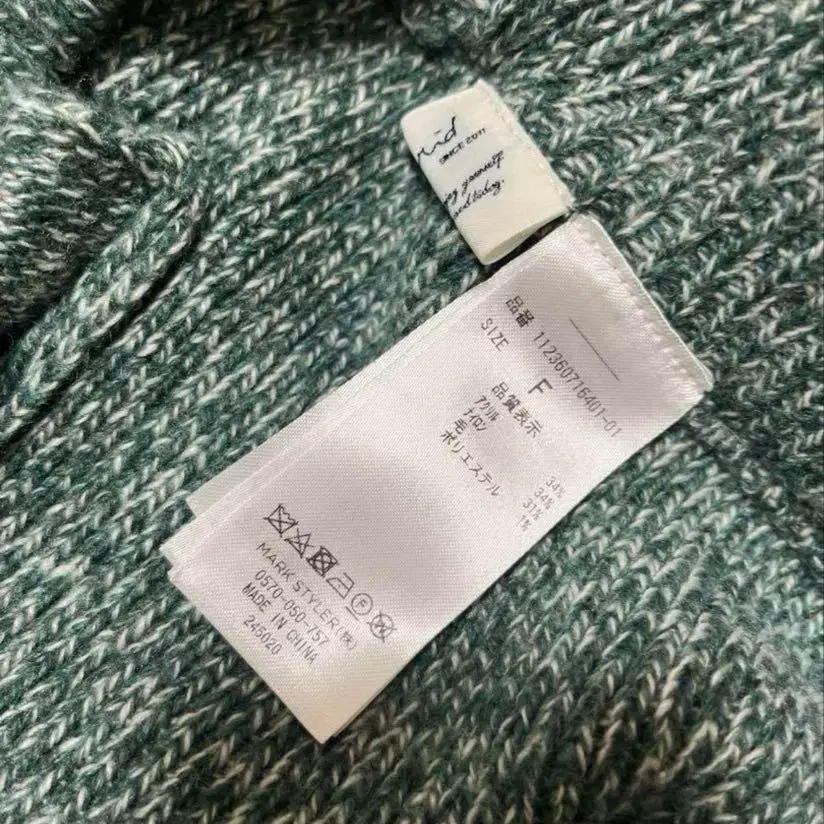 SINCE 2011
yourself
品番 112360716401-01
SIZE F
品質表示
アクリル 34%
ナイロン 34%
毛 31%
ポリエステル 1%
F
MARK STYLER(株)
0570-050-757
MADE IN CHINA
245020